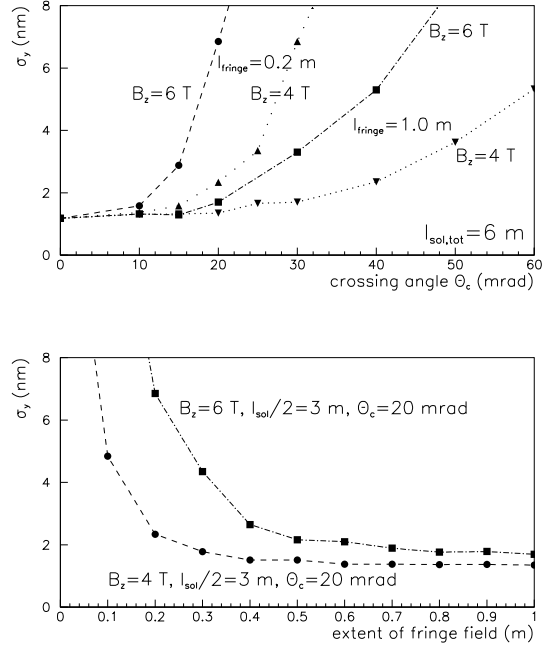 8
6
4
2
0
σy (nm)
Bz=6 T
lfringe=0.2 m
Bz=4 T
Bz=6 T
lfringe=1.0 m
Bz=4 T
lsol,tot=6 m
0 10 20 30 40 50 60
crossing angle Θc (mrad)
8
6
4
2
0
σy (nm)
Bz=6 T, lsol/2=3 m, Θc=20 mrad
Bz=4 T, lsol/2=3 m, Θc=20 mrad
0 0.1 0.2 0.3 0.4 0.5 0.6 0.7 0.8 0.9 1
extent of fringe field (m)